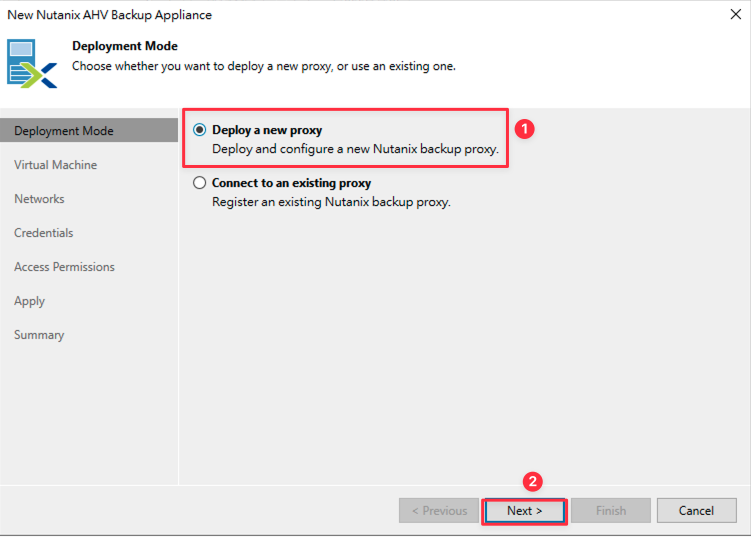 New Nutanix AHV Backup Appliance
Deployment Mode
Choose whether you want to deploy a new proxy, or use an existing one.
Deployment Mode
Virtual Machine
Networks
Credentials
Access Permissions
Apply
Summary
Deploy a new proxy
1
Deploy and configure a new Nutanix backup proxy.
Connect to an existing proxy
Register an existing Nutanix backup proxy.
2
< Previous
Next >
Finish
Cancel